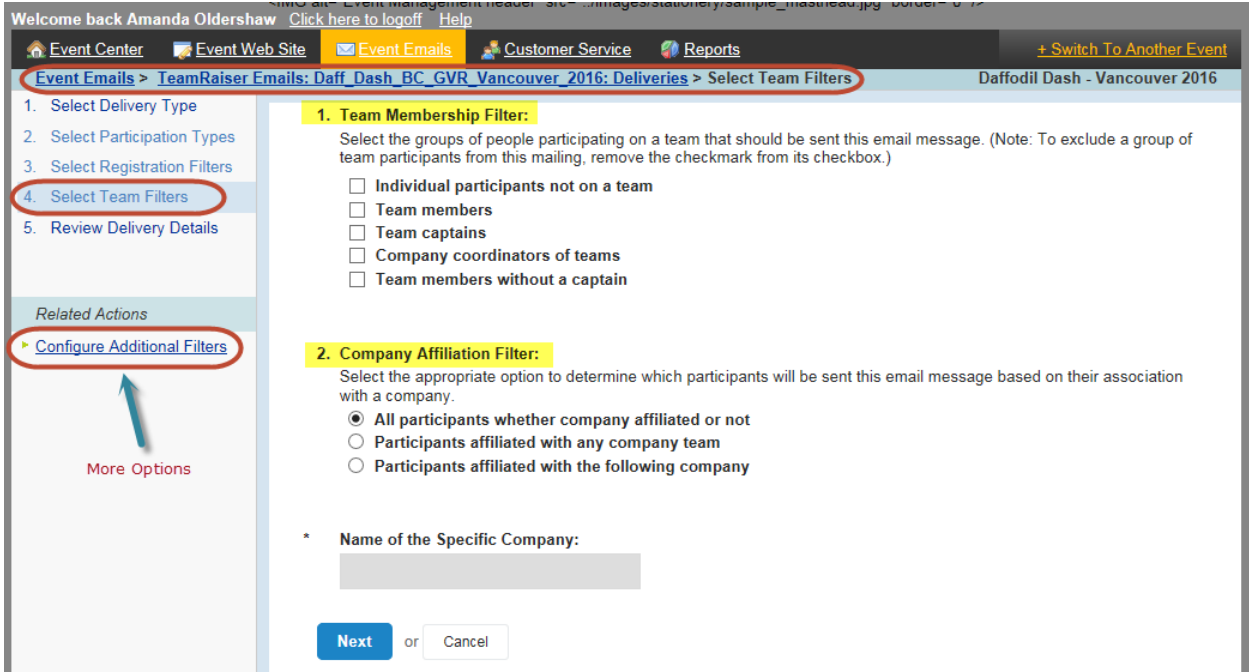 <IMG alt="Event Management header" src="../images/stationery/sample_masthead.jpg" border="0" />
Welcome back Amanda Oldershaw Click here to logoff Help
Event Center Event Web Site Event Emails Customer Service Reports + Switch To Another Event
Event Emails > TeamRaiser Emails: Daff_Dash_BC_GVR_Vancouver_2016: Deliveries > Select Team Filters Daffodil Dash - Vancouver 2016
1. Select Delivery Type
2. Select Participation Types
3. Select Registration Filters
4. Select Team Filters
5. Review Delivery Details
Related Actions
Configure Additional Filters
More Options
1. Team Membership Filter:
Select the groups of people participating on a team that should be sent this email message. (Note: To exclude a group of
team participants from this mailing, remove the checkmark from its checkbox.)
Individual participants not on a team
Team members
Team captains
Company coordinators of teams
Team members without a captain
2. Company Affiliation Filter:
Select the appropriate option to determine which participants will be sent this email message based on their association
with a company.
All participants whether company affiliated or not
Participants affiliated with any company team
Participants affiliated with the following company
* Name of the Specific Company:
Next or Cancel